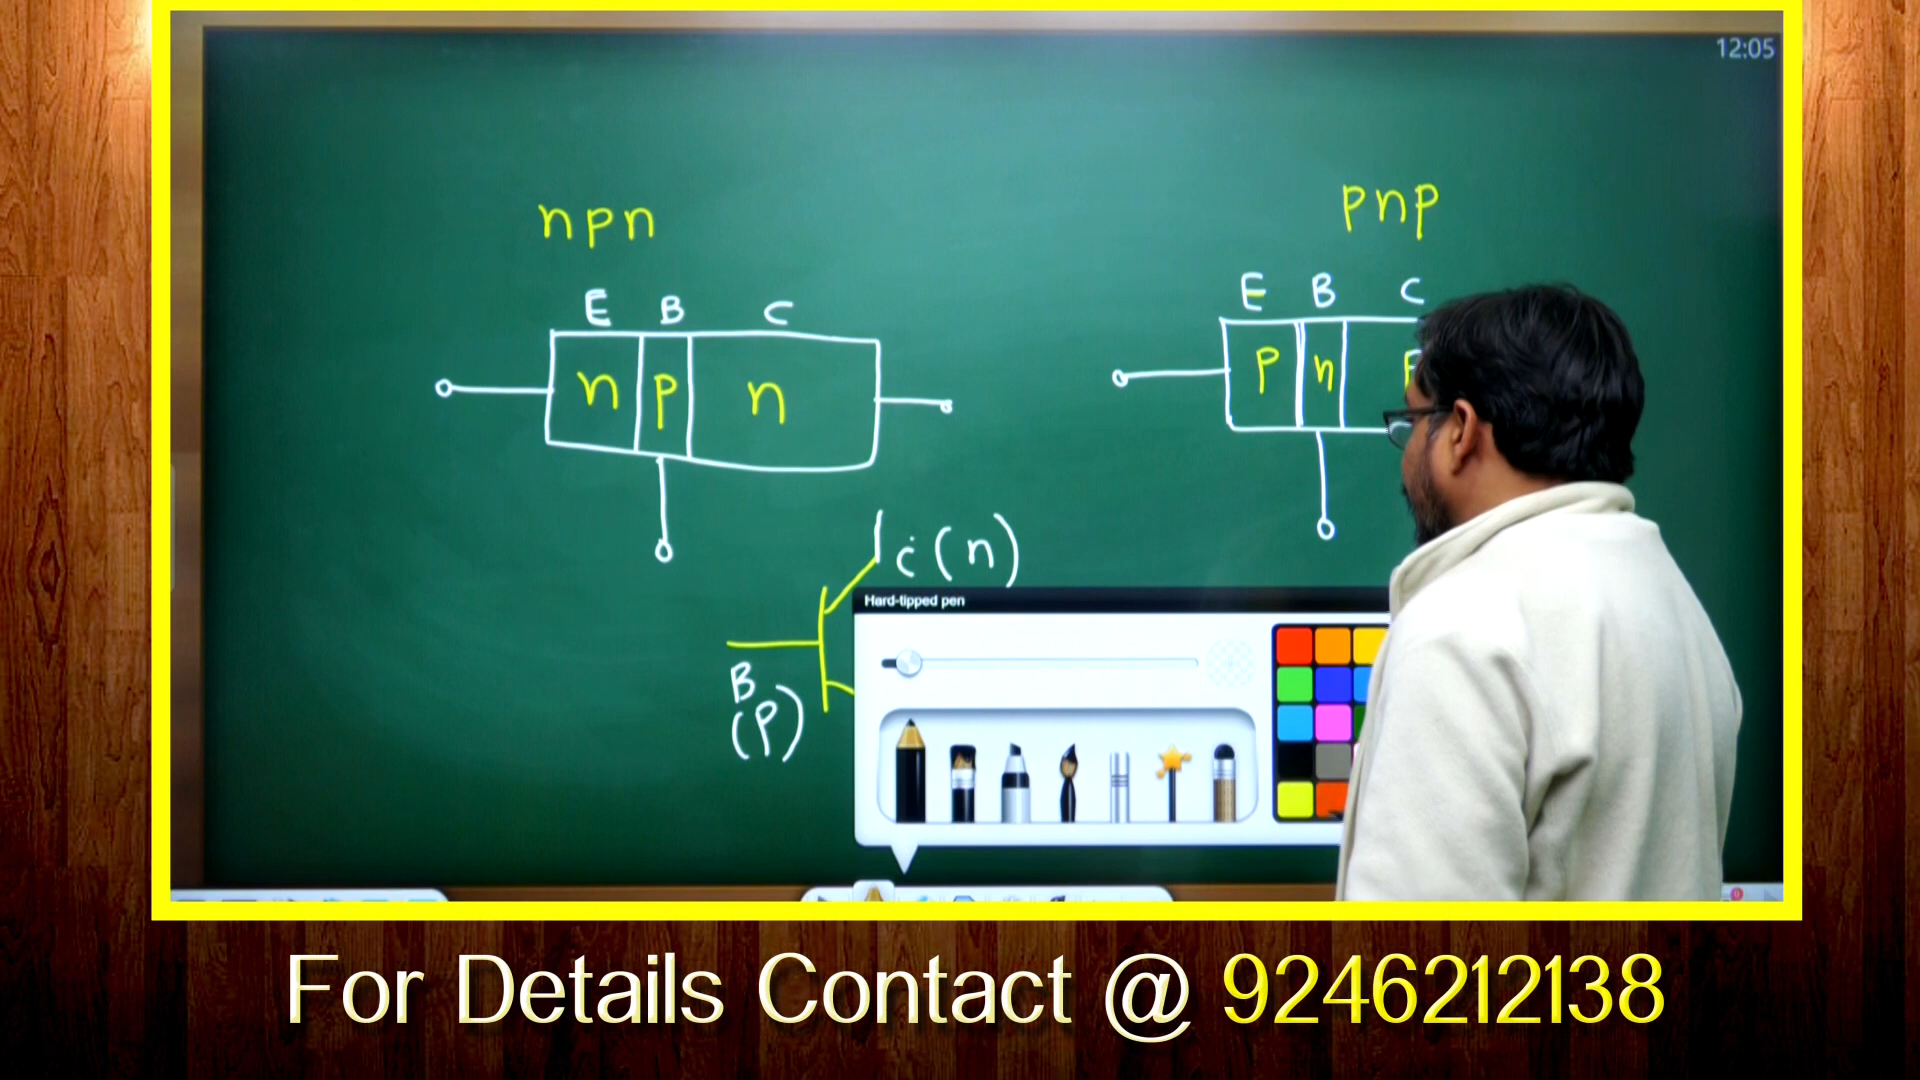 12:05
npn
pnp
E B C
E B C
n p n
p n
C (n)
Hard-tipped pen
B
(P)
For Details Contact @ 9246212138